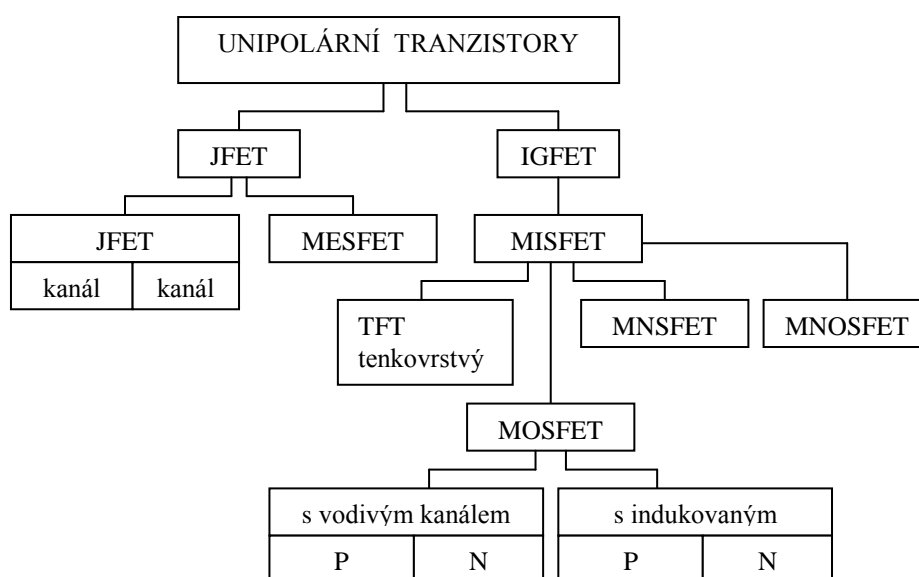 UNIPOLÁRNÍ TRANZISTORY
JFET
IGFET
JFET
MESFET
MISFET
kanál
kanál
TFT
tenkovrstvý
MNSFET
MNOSFET
MOSFET
s vodivým kanálem
s indukovaným
P
N
P
N